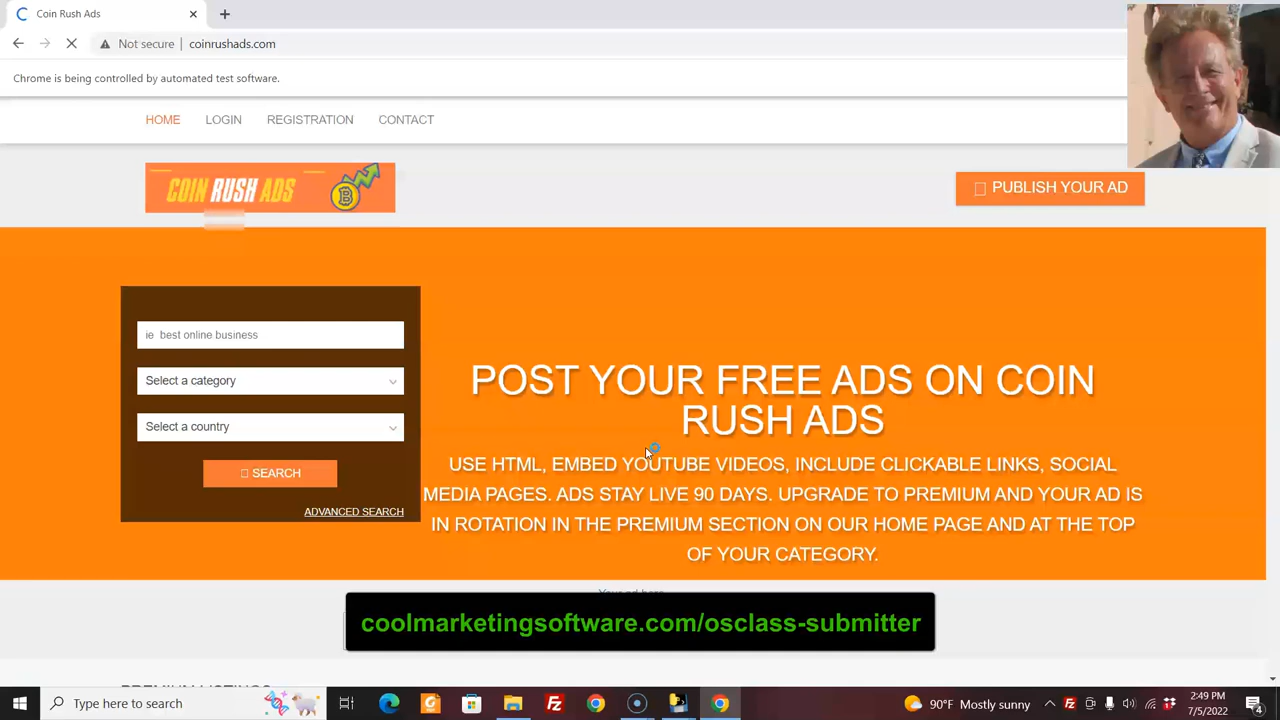 Coin Rush Ads
Not secure
coinrushads.com
Chrome is being controlled by automated test software.
HOME LOGIN REGISTRATION CONTACT
COIN RUSH ADS
PUBLISH YOUR AD
ie best online business
Select a category
Select a country
SEARCH
ADVANCED SEARCH
POST YOUR FREE ADS ON COIN
RUSH ADS
USE HTML, EMBED YOUTUBE VIDEOS, INCLUDE CLICKABLE LINKS, SOCIAL
MEDIA PAGES. ADS STAY LIVE 90 DAYS. UPGRADE TO PREMIUM AND YOUR AD IS
IN ROTATION IN THE PREMIUM SECTION ON OUR HOME PAGE AND AT THE TOP
OF YOUR CATEGORY.
coolmarketingsoftware.com/osclass-submitter
Type here to search
90°F Mostly sunny
2:49 PM
7/5/2022
4